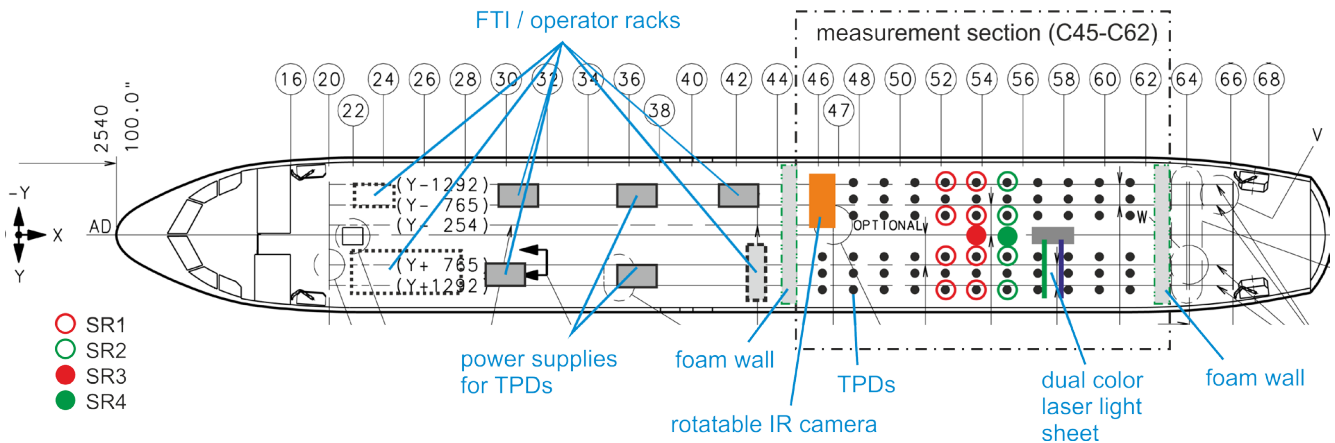 FTI / operator racks
measurement section (C45-C62)
16 20 24 26 28 30 32 34 36 40 42 44 46 48 50 52 54 56 58 60 62 64 66 68
22 38 47
2540
100.0"
V
-Y
X
Y
AD
(Y-1292)
(Y- 765)
(Y- 254)
(Y+ 765)
(Y+1292)
OPTIONAL
W
SR1
SR2
SR3
SR4
power supplies
for TPDs
foam wall
rotatable IR camera
TPDs
dual color
laser light
sheet
foam wall